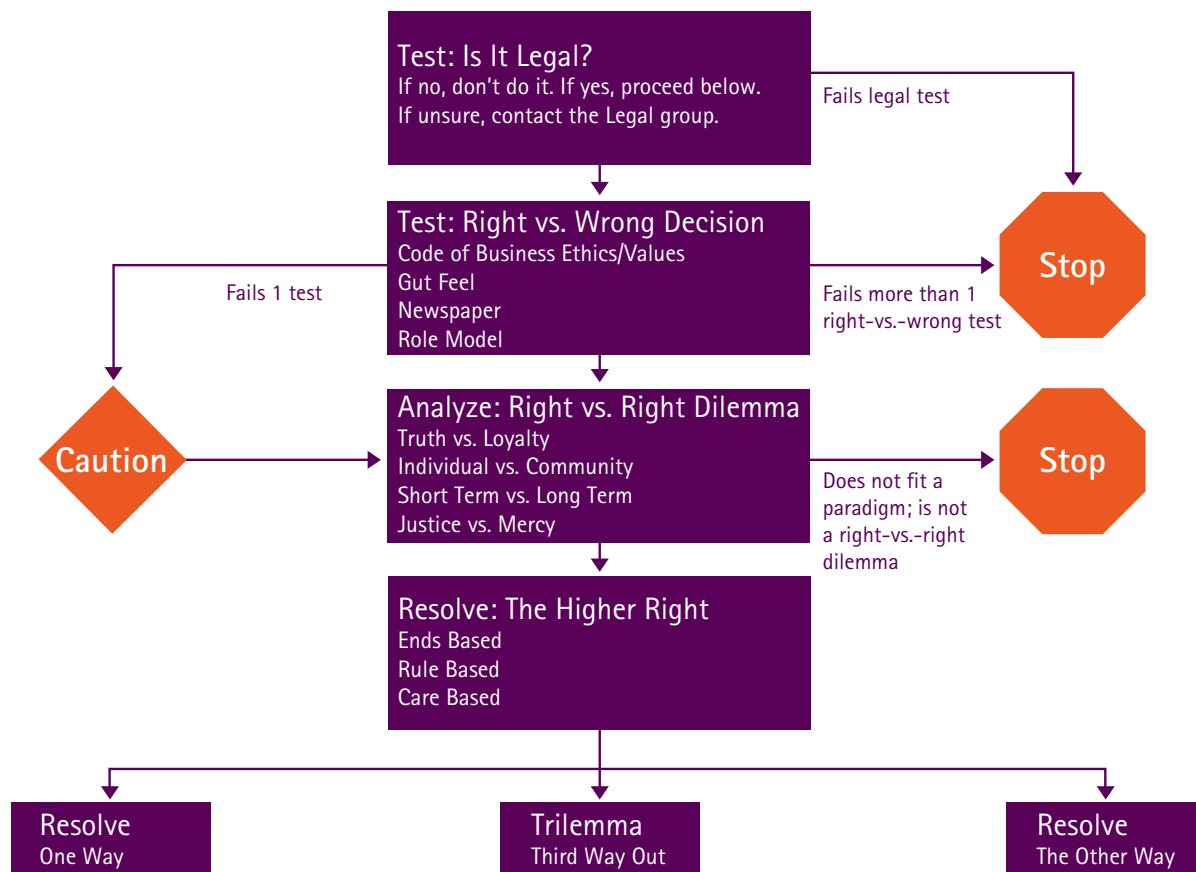 Test: Is It Legal?
If no, don't do it. If yes, proceed below.
If unsure, contact the Legal group.
Fails legal test
Test: Right vs. Wrong Decision
Code of Business Ethics/Values
Gut Feel
Newspaper
Role Model
Fails 1 test
Fails more than 1
right-vs.-wrong test
Stop
Caution
Analyze: Right vs. Right Dilemma
Truth vs. Loyalty
Individual vs. Community
Short Term vs. Long Term
Justice vs. Mercy
Does not fit a
paradigm; is not
a right-vs.-right
dilemma
Stop
Resolve: The Higher Right
Ends Based
Rule Based
Care Based
Resolve
One Way
Trilemma
Third Way Out
Resolve
The Other Way